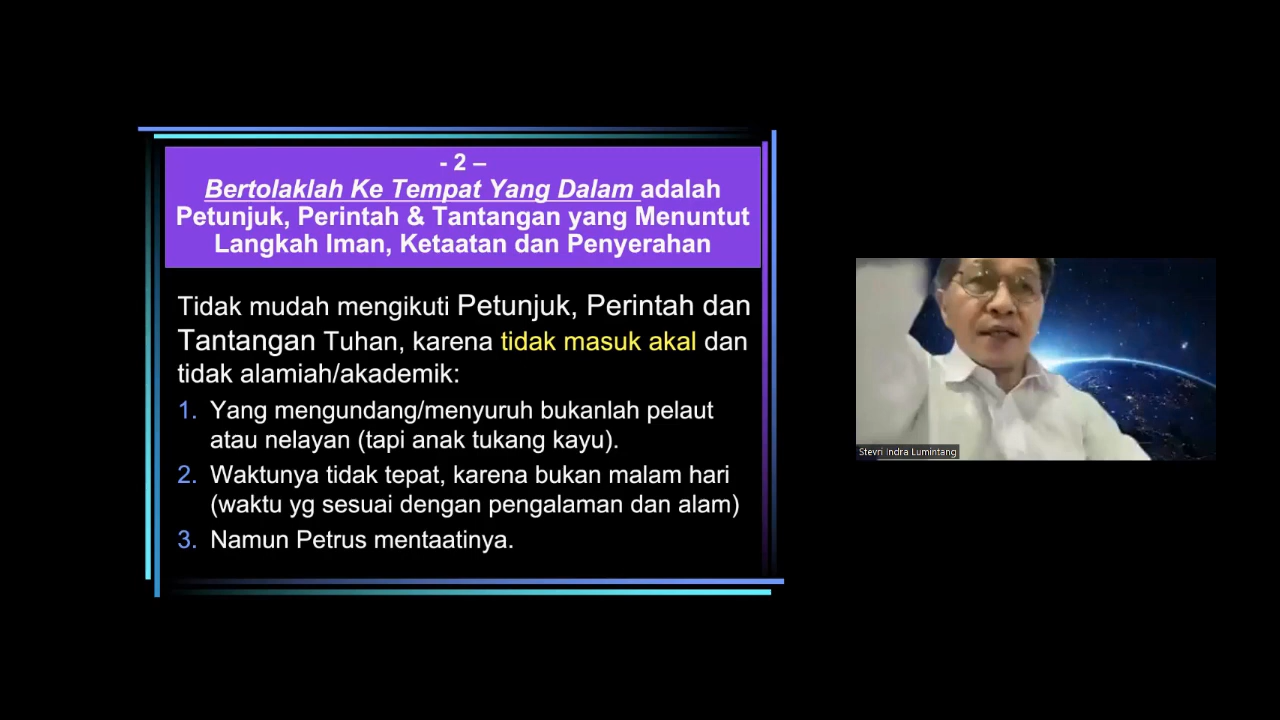 - 2 –
Bertolaklah Ke Tempat Yang Dalam adalah
Petunjuk, Perintah & Tantangan yang Menuntut
Langkah Iman, Ketaatan dan Penyerahan
Tidak mudah mengikuti Petunjuk, Perintah dan
Tantangan Tuhan, karena tidak masuk akal dan
tidak alamiah/akademik:
1. Yang mengundang/menyuruh bukanlah pelaut
atau nelayan (tapi anak tukang kayu).
2. Waktunya tidak tepat, karena bukan malam hari
(waktu yg sesuai dengan pengalaman dan alam)
3. Namun Petrus mentaatinya.
Stevri Indra Lumintang